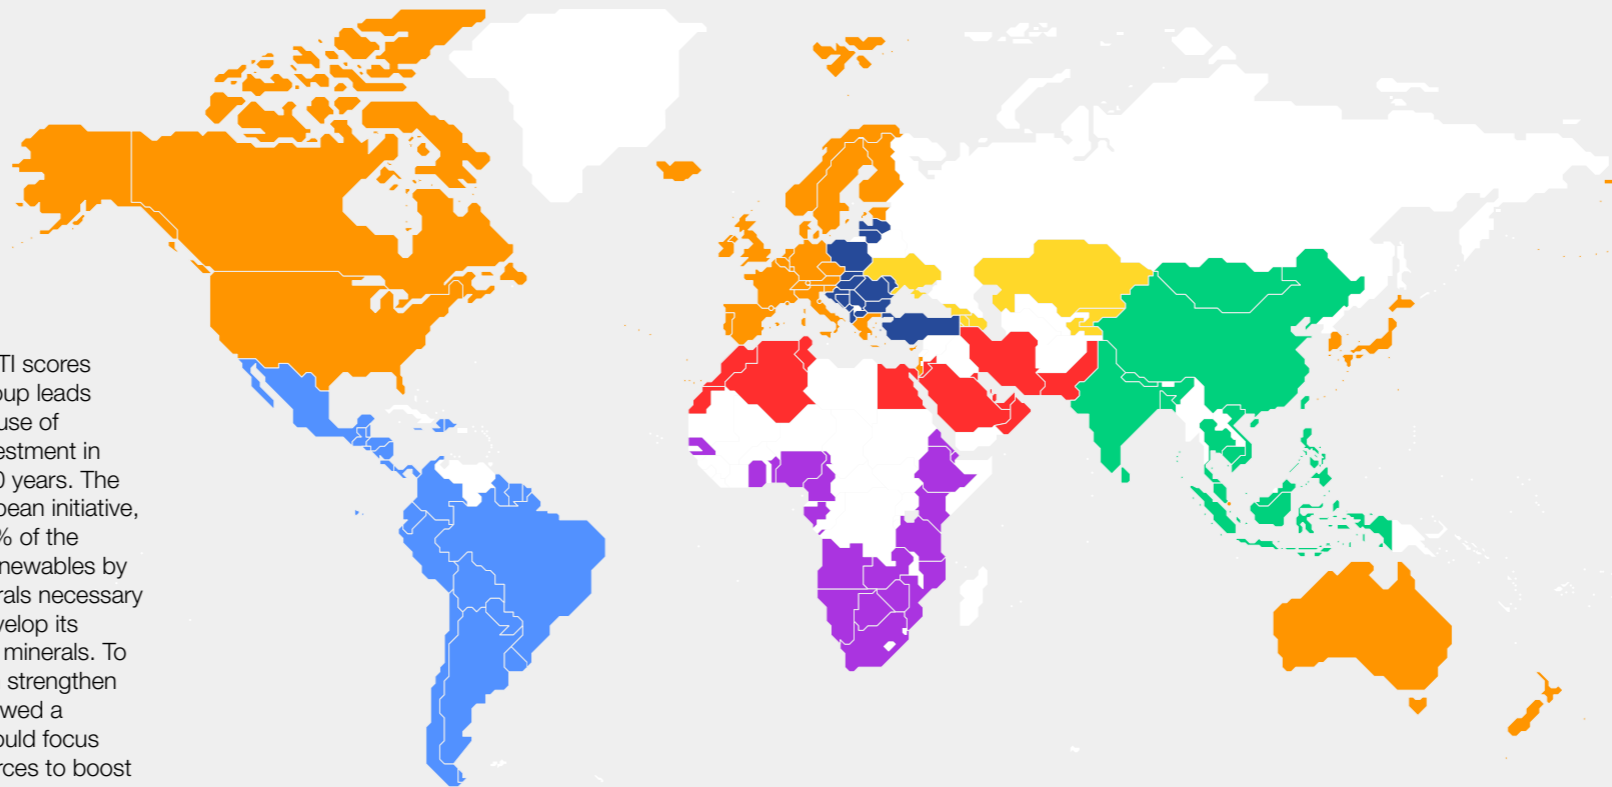 TI scores
oup leads
use of
estment in
0 years. The
pean initiative,
% of the
newables by
rals necessary
velop its
minerals. To
strengthen
wed a
ould focus
rces to boost